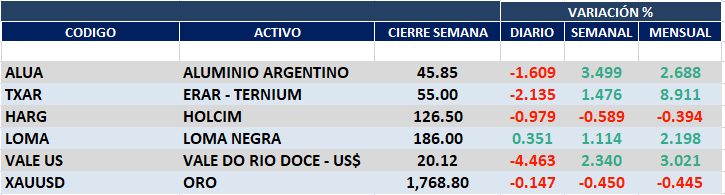 VARIACIÓN %
CODIGO ACTIVO CIERRE SEMANA DIARIO SEMANAL MENSUAL
ALUA ALUMINIO ARGENTINO 45.85 -1.609 3.499 2.688
TXAR ERAR - TERNIUM 55.00 -2.135 1.476 8.911
HARG HOLCIM 126.50 -0.979 -0.589 -0.394
LOMA LOMA NEGRA 186.00 0.351 1.114 2.198
VALE US VALE DO RIO DOCE - US$ 20.12 -4.463 2.340 3.021
XAUUSD ORO 1,768.80 -0.147 -0.450 -0.445